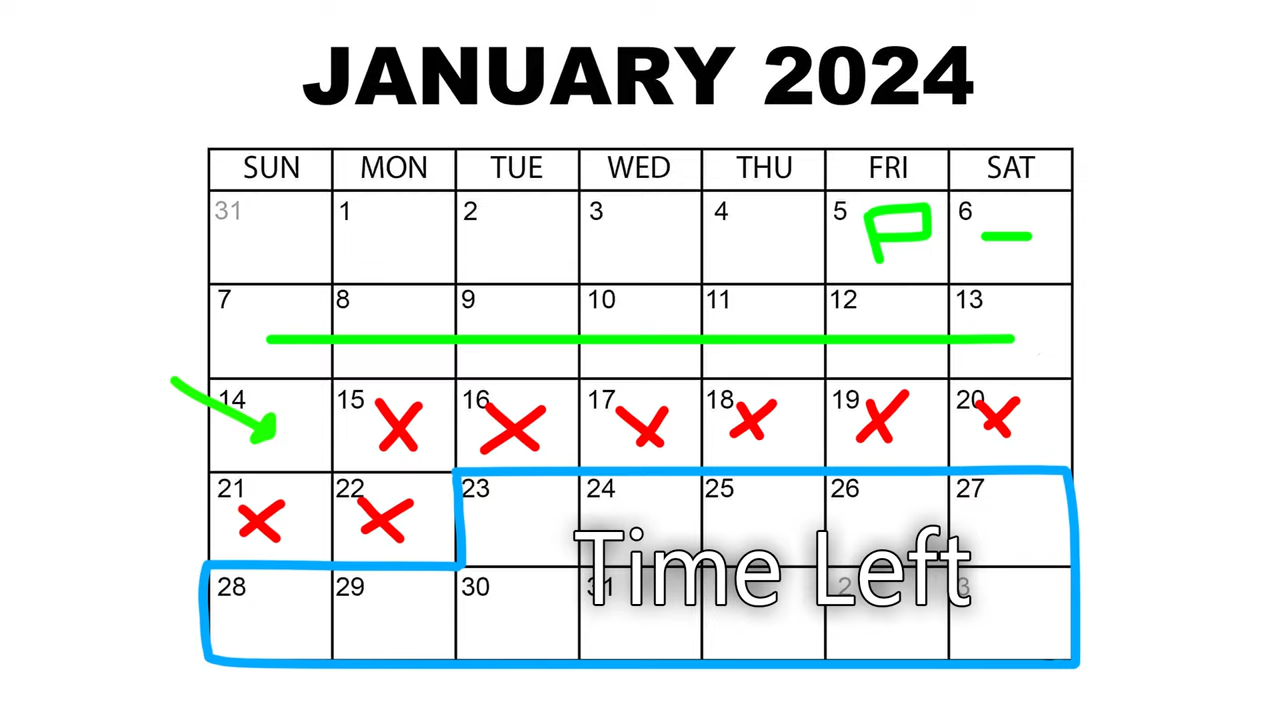 JANUARY 2024
SUN MON TUE WED THU FRI SAT
31 1 2 3 4 5 6
7 8 9 10 11 12 13
14 15 16 17 18 19 20
21 22 23 24 25 26 27
Time Left
28 29 30 31 2 3